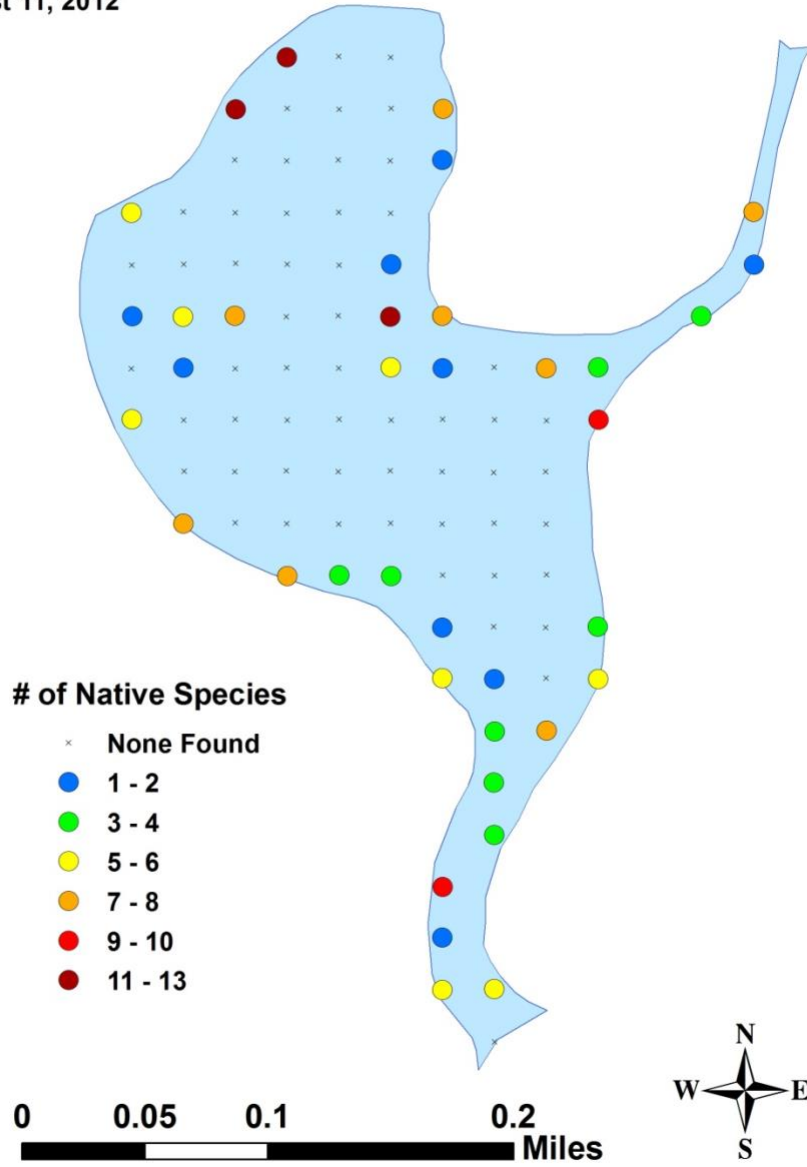 11, 2012
# of Native Species
None Found
1 - 2
3 - 4
5 - 6
7 - 8
9 - 10
11 - 13
N
W E
S
0 0.05 0.1 0.2
Miles